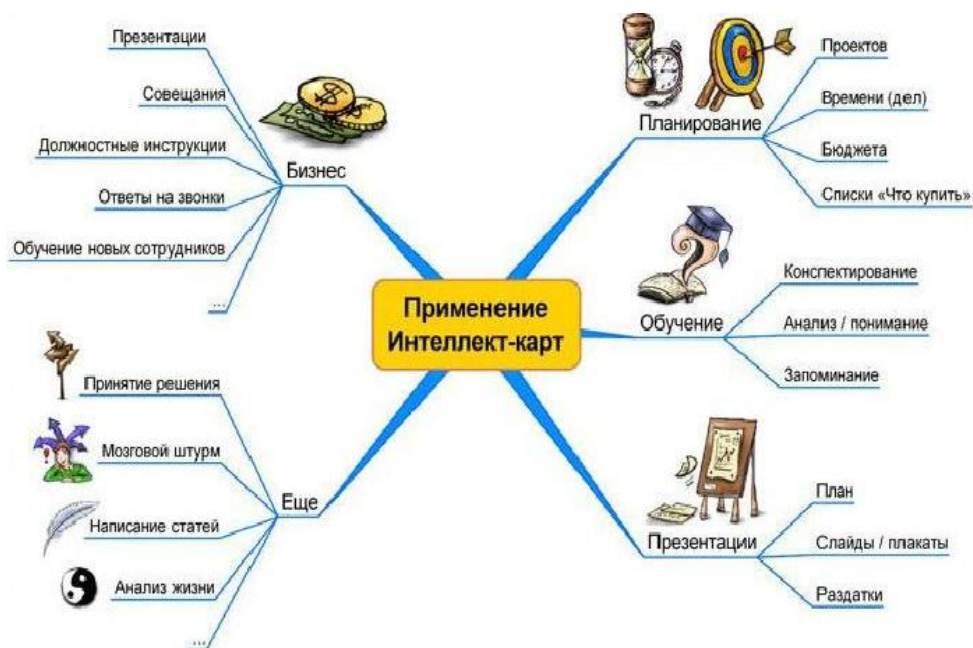 Применение
Интеллект-карт
Планирование
Проектов
Времени (дел)
Бюджета
Списки «Что купить»
Обучение
Конспектирование
Анализ / понимание
Запоминание
Презентации
План
Слайды / плакаты
Раздатки
Бизнес
Презентации
Совещания
Должностные инструкции
Ответы на звонки
Обучение новых сотрудников
...
Еще
Принятие решения
Мозговой штурм
Написание статей
Анализ жизни
...